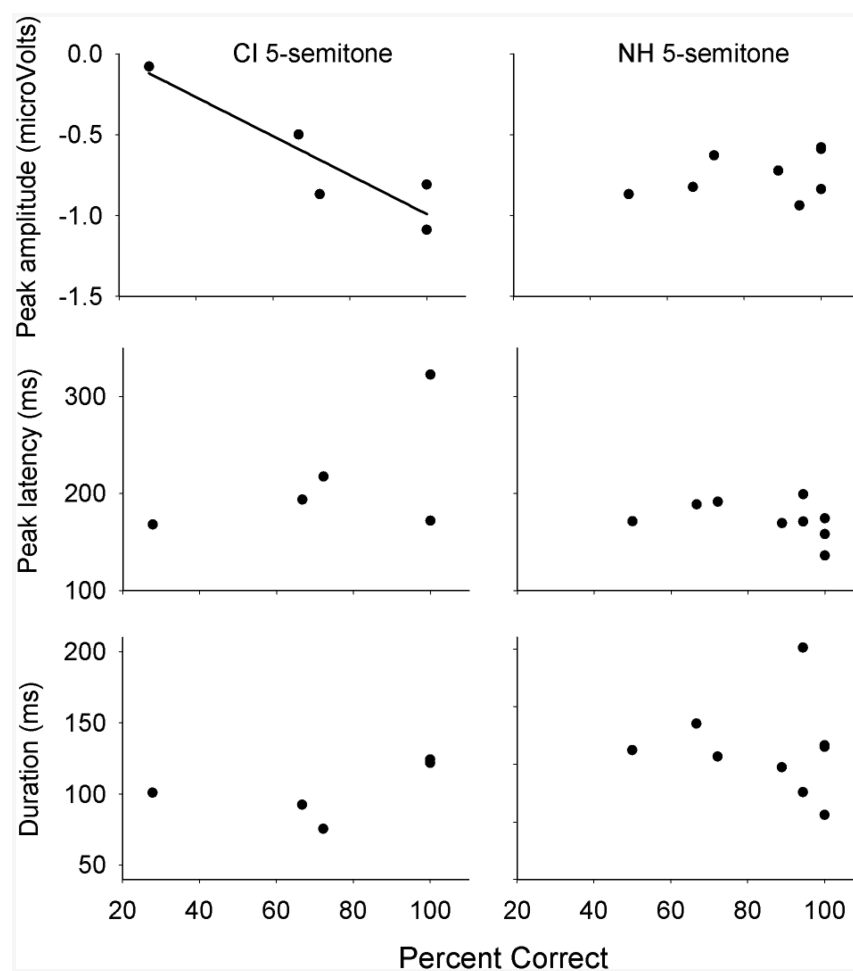 CI 5-semitone
NH 5-semitone
Peak amplitude (microVolts)
0.0
-0.5
-1.0
-1.5
Peak latency (ms)
300
200
100
Duration (ms)
200
150
100
50
20 40 60 80 100
20 40 60 80 100
Percent Correct